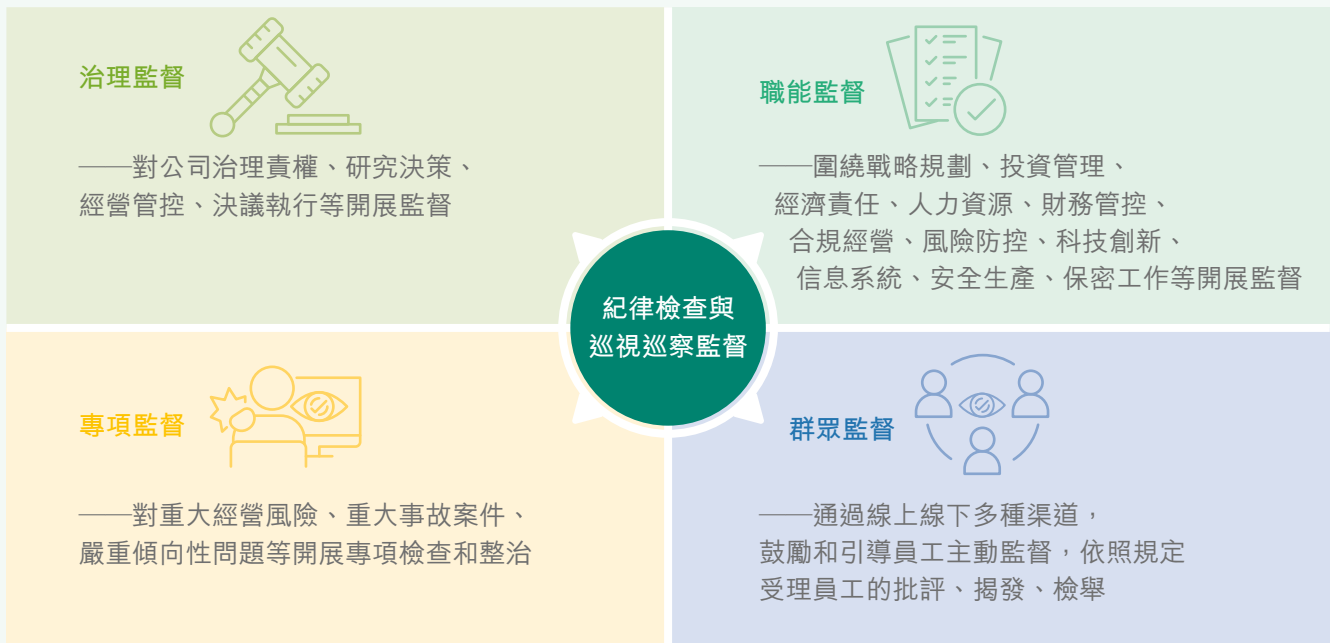 治理監督
——對公司治理責權、研究決策、
經營管控、決議執行等開展監督
職能監督
——圍繞戰略規劃、投資管理、
經濟責任、人力資源、財務管控、
合規經營、風險防控、科技創新、
信息系統、安全生產、保密工作等開展監督
紀律檢查與
巡視巡察監督
專項監督
——對重大經營風險、重大事故案件、
嚴重傾向性問題等開展專項檢查和整治
群眾監督
——通過線上線下多種渠道，
鼓勵和引導員工主動監督，依照規定
受理員工的批評、揭發、檢舉